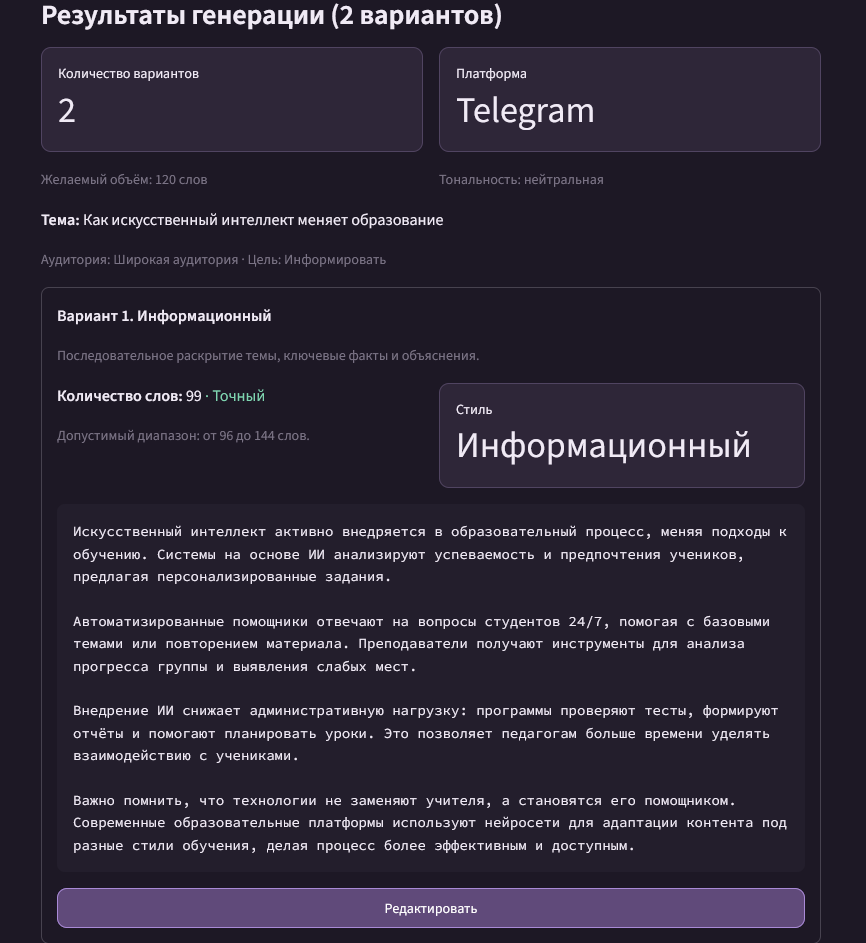 Результаты генерации (2 вариантов)
Количество вариантов
2
Платформа
Telegram
Желаемый объём: 120 слов
Тональность: нейтральная
Тема: Как искусственный интеллект меняет образование
Аудитория: Широкая аудитория · Цель: Информировать
Вариант 1. Информационный
Последовательное раскрытие темы, ключевые факты и объяснения.
Количество слов: 99 · Точный
Допустимый диапазон: от 96 до 144 слов.
Стиль
Информационный
Искусственный интеллект активно внедряется в образовательный процесс, меняя подходы к
обучению. Системы на основе ИИ анализируют успеваемость и предпочтения учеников,
предлагая персонализированные задания.
Автоматизированные помощники отвечают на вопросы студентов 24/7, помогая с базовыми
темами или повторением материала. Преподаватели получают инструменты для анализа
прогресса группы и выявления слабых мест.
Внедрение ИИ снижает административную нагрузку: программы проверяют тесты, формируют
отчёты и помогают планировать уроки. Это позволяет педагогам больше времени уделять
взаимодействию с учениками.
Важно помнить, что технологии не заменяют учителя, а становятся его помощником.
Современные образовательные платформы используют нейросети для адаптации контента под
разные стили обучения, делая процесс более эффективным и доступным.
Редактировать